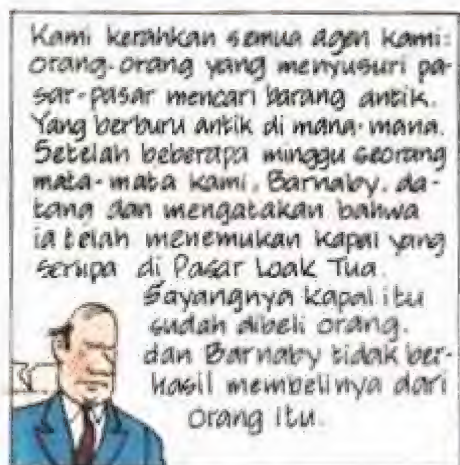 Kami kerahkan semua agen kami:
orang-orang yang menyusuri pa-
sar-pasar mencari barang antik.
Yang berburu antik di mana-mana.
Setelah beberapa minggu seorang
mata-mata kami, Barnaby, da-
tang dan mengatakan bahwa
ia telah menemukan kapal yang
serupa di Pasar Loak Tua.
Sayangnya kapal itu
sudah dibeli orang,
dan Barnaby tidak ber-
hasil membelinya dari
orang itu.